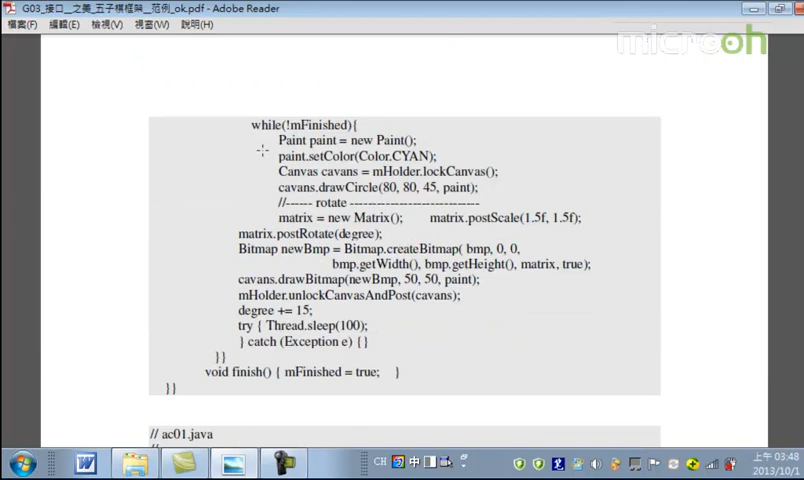 G03_接口__之美_五子棋框架__范例_ok.pdf - Adobe Reader
檔案(F) 編輯(E) 檢視(V) 視窗(W) 說明(H)
microoh
while(!mFinished){
Paint paint = new Paint();
paint.setColor(Color.CYAN);
Canvas cavans = mHolder.lockCanvas();
cavans.drawCircle(80, 80, 45, paint);
//------ rotate -----------------------------
matrix = new Matrix(); matrix.postScale(1.5f, 1.5f);
matrix.postRotate(degree);
Bitmap newBmp = Bitmap.createBitmap( bmp, 0, 0,
bmp.getWidth(), bmp.getHeight(), matrix, true);
cavans.drawBitmap(newBmp, 50, 50, paint);
mHolder.unlockCanvasAndPost(cavans);
degree += 15;
try { Thread.sleep(100);
} catch (Exception e) {}
}}
void finish() { mFinished = true; }
}}
// ac01.java
//
CH 中
上午 03:48
2013/10/1